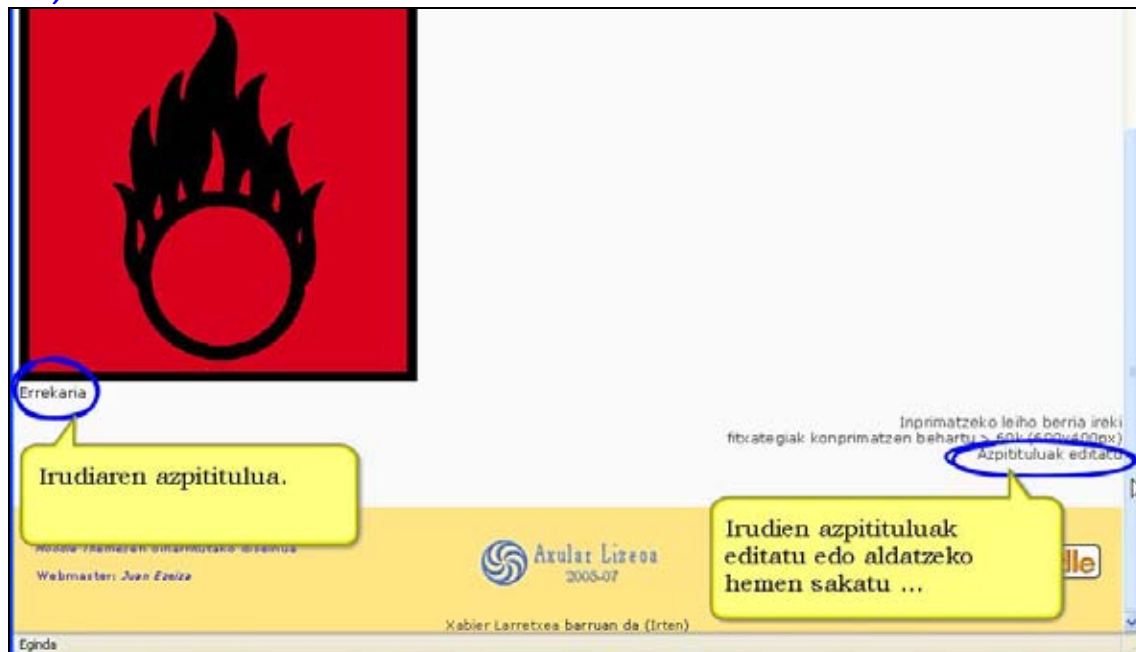 Errekaria
Inprimatzeko leiho berria ireki
fitxategiak konprimatzen behartu > 60k (600x400px)
Azpitituluak editatu
Irudiaren azpititulua.
Irudien azpitituluak
editatu edo aldatzeko
hemen sakatu ...
Webmaster: Juan Ezeiza
Axular Lizeoa
2005-07
Xabier Larretxea barruan da (Irten)
Eginda